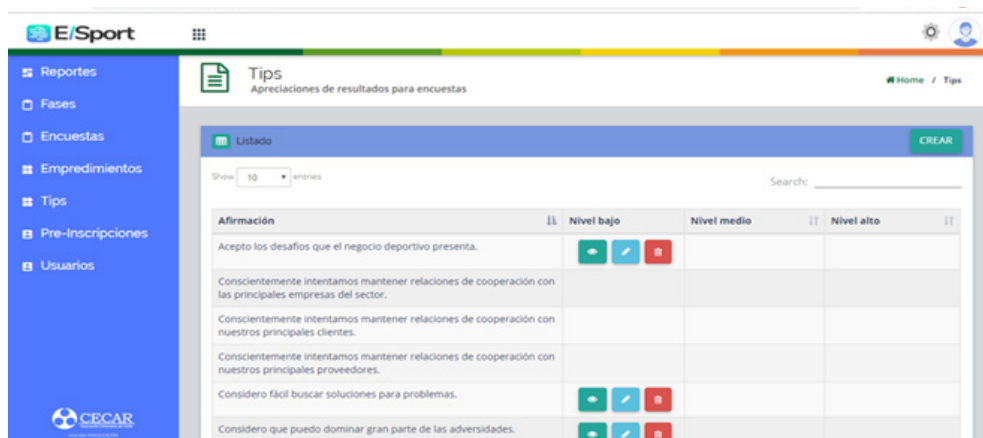 E/Sport
Reportes
Fases
Encuestas
Empredimientos
Tips
Pre-Inscripciones
Usuarios
CECAR
Tips
Apreciaciones de resultados para encuestas
Home / Tips
Listado
CREAR
Show 10 entries
Search:
Afirmación Nivel bajo Nivel medio Nivel alto
Acepto los desafíos que el negocio deportivo presenta.
Conscientemente intentamos mantener relaciones de cooperación con
las principales empresas del sector.
Conscientemente intentamos mantener relaciones de cooperación con
nuestros principales clientes.
Conscientemente intentamos mantener relaciones de cooperación con
nuestros principales proveedores.
Considero fácil buscar soluciones para problemas.
Considero que puedo dominar gran parte de las adversidades.